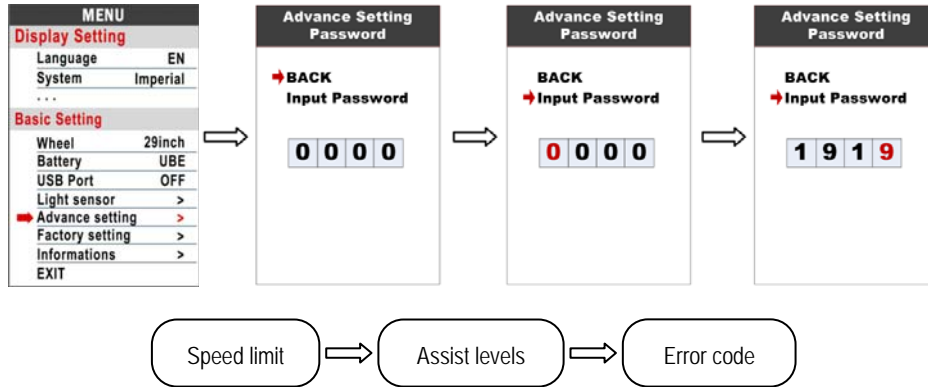 MENU
Display Setting
Language EN
System Imperial
...
Basic Setting
Wheel 29inch
Battery UBE
USB Port OFF
Light sensor >
Advance setting >
Factory setting >
Informations >
EXIT
Advance Setting
Password
BACK
Input Password
0 0 0 0
Advance Setting
Password
BACK
Input Password
0 0 0 0
Advance Setting
Password
BACK
Input Password
1 9 1 9
Speed limit
Assist levels
Error code